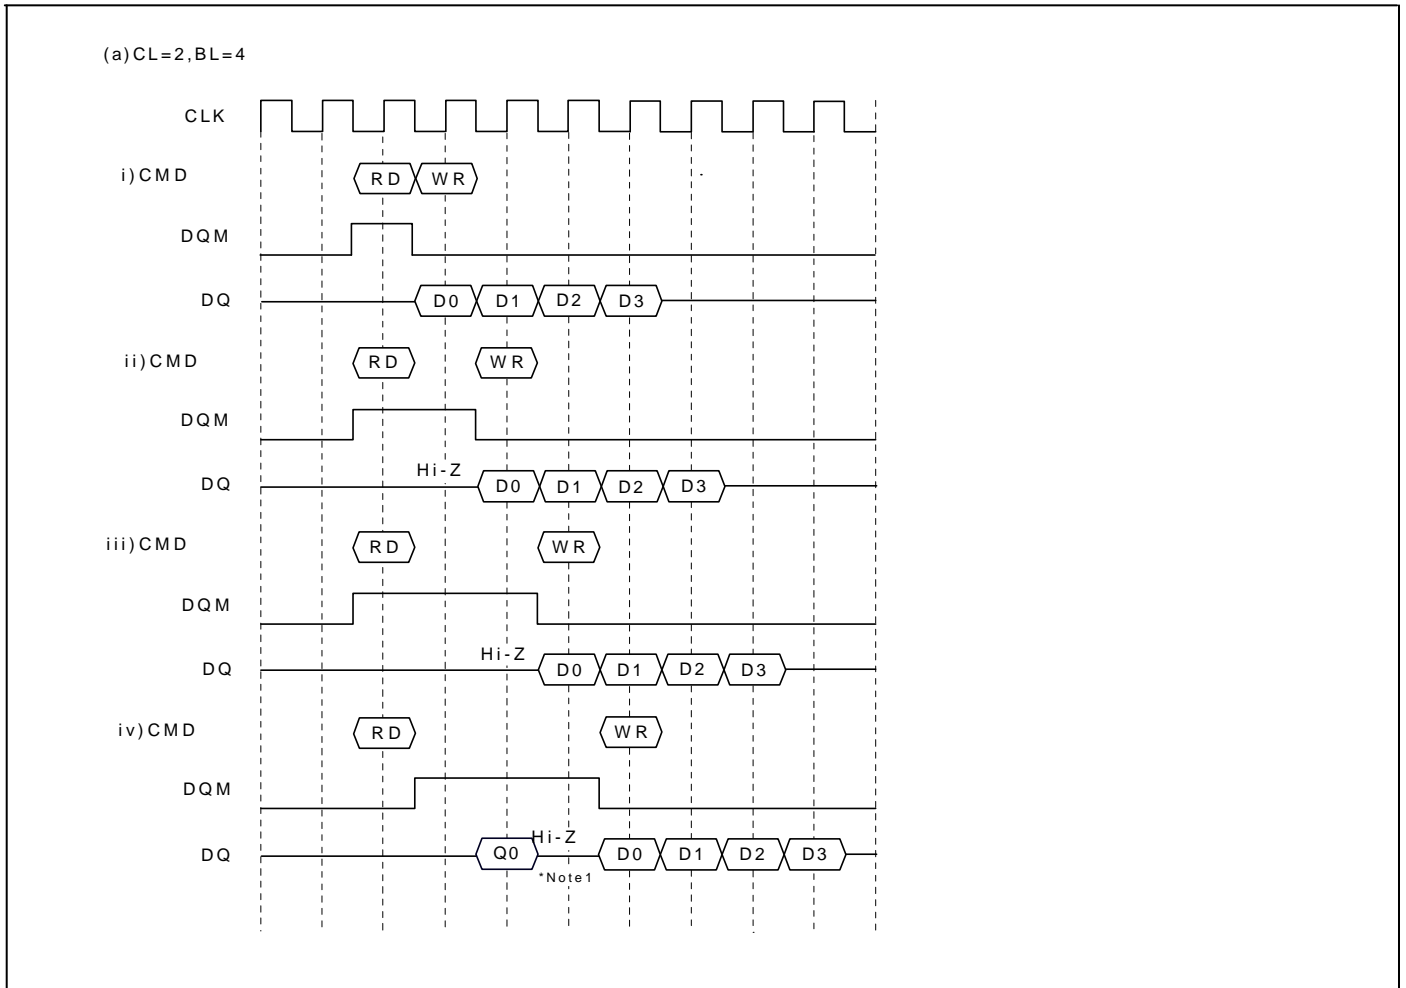 (a)CL=2,BL=4
CLK
i)CMD RD WR
DQM
DQ D0 D1 D2 D3
ii)CMD RD WR
DQM
Hi-Z
DQ D0 D1 D2 D3
iii)CMD RD WR
DQM
Hi-Z
DQ D0 D1 D2 D3
iv)CMD RD WR
DQM
Hi-Z
DQ Q0 D0 D1 D2 D3
*Note1